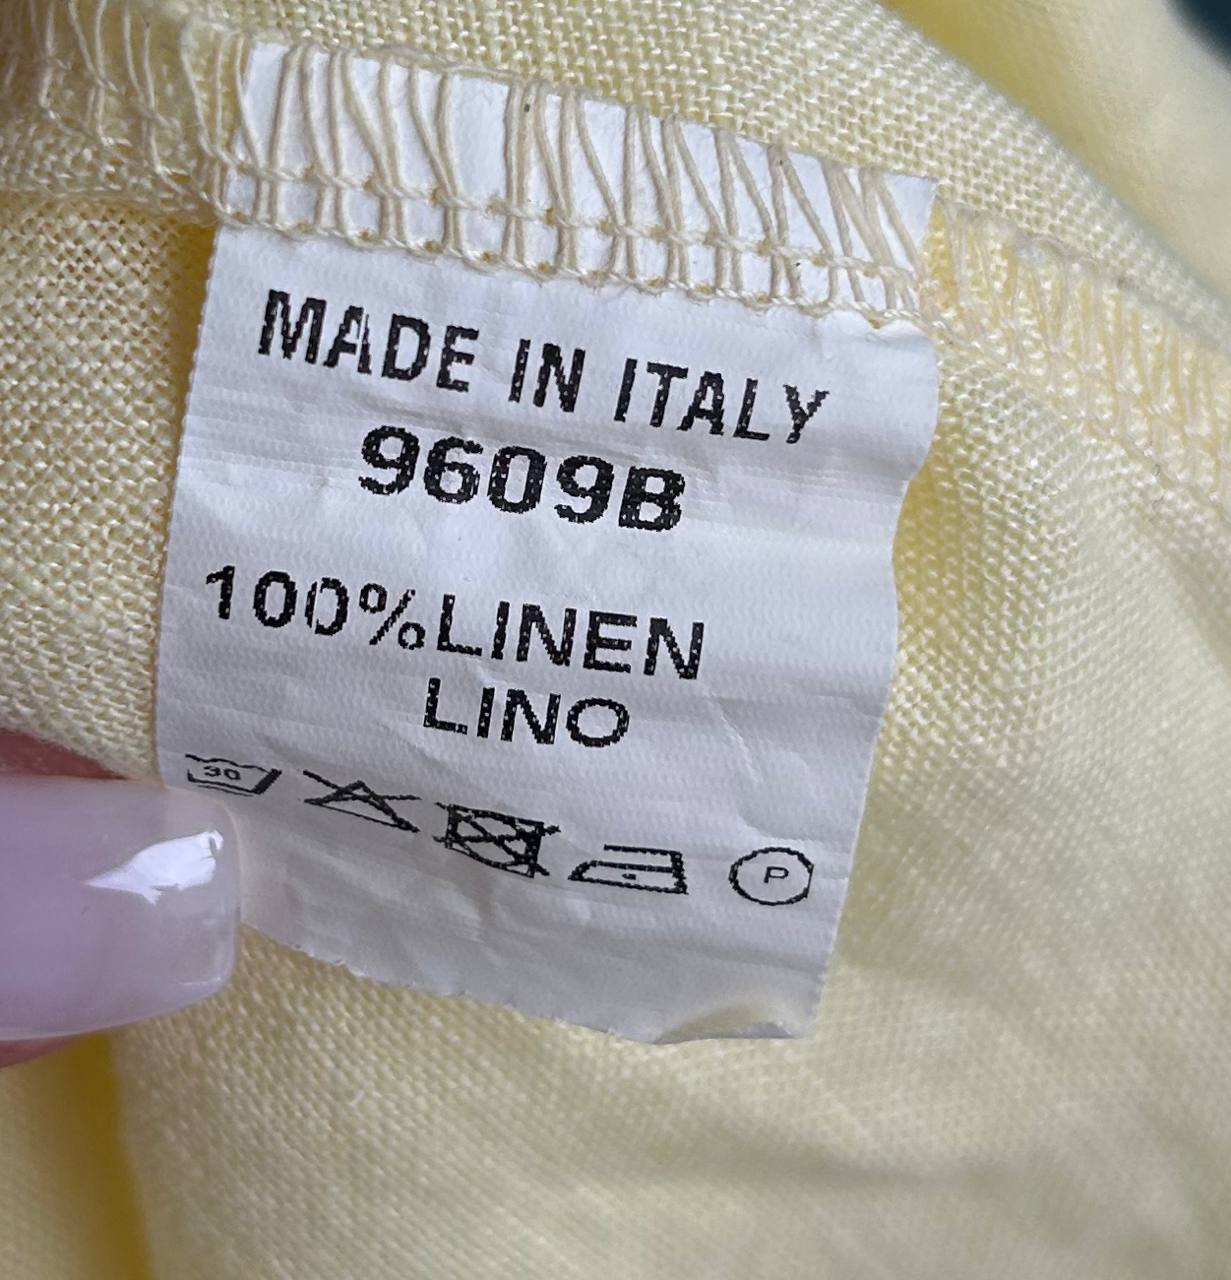 MADE IN ITALY
9609B
100%LINEN
LINO
30
P